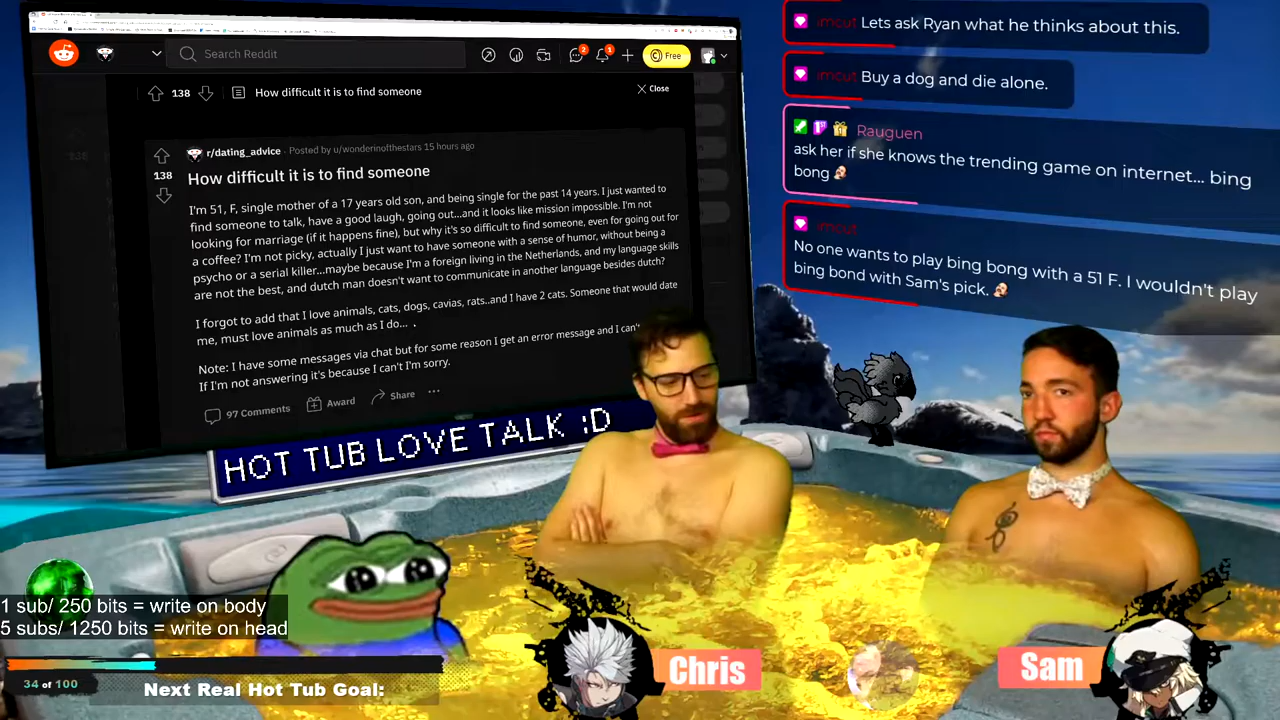 Search Reddit
2
1
Free
138
How difficult it is to find someone
Close
r/dating_advice · Posted by u/wonderinofthestars 15 hours ago
138
How difficult it is to find someone
I'm 51, F, single mother of a 17 years old son, and being single for the past 14 years. I just wanted to
find someone to talk, have a good laugh, going out...and it looks like mission impossible. I'm not
looking for marriage (if it happens fine), but why it's so difficult to find someone, even for going out for
a coffee? I'm not picky, actually I just want to have someone with a sense of humor, without being a
psycho or a serial killer...maybe because I'm a foreign living in the Netherlands, and my language skills
are not the best, and dutch man doesn't want to communicate in another language besides dutch?
I forgot to add that I love animals, cats, dogs, cavias, rats..and I have 2 cats. Someone that would date
me, must love animals as much as I do... .
Note: I have some messages via chat but for some reason I get an error message and I can't
If I'm not answering it's because I can't I'm sorry.
97 Comments
Award
Share
HOT TUB LOVE TALK :D
imcut Lets ask Ryan what he thinks about this.
imcut Buy a dog and die alone.
Rauguen
ask her if she knows the trending game on internet... bing
bong
imcut
No one wants to play bing bong with a 51 F. I wouldn't play
bing bond with Sam's pick.
1 sub/ 250 bits = write on body
5 subs/ 1250 bits = write on head
34 of 100
Next Real Hot Tub Goal:
Chris
Sam